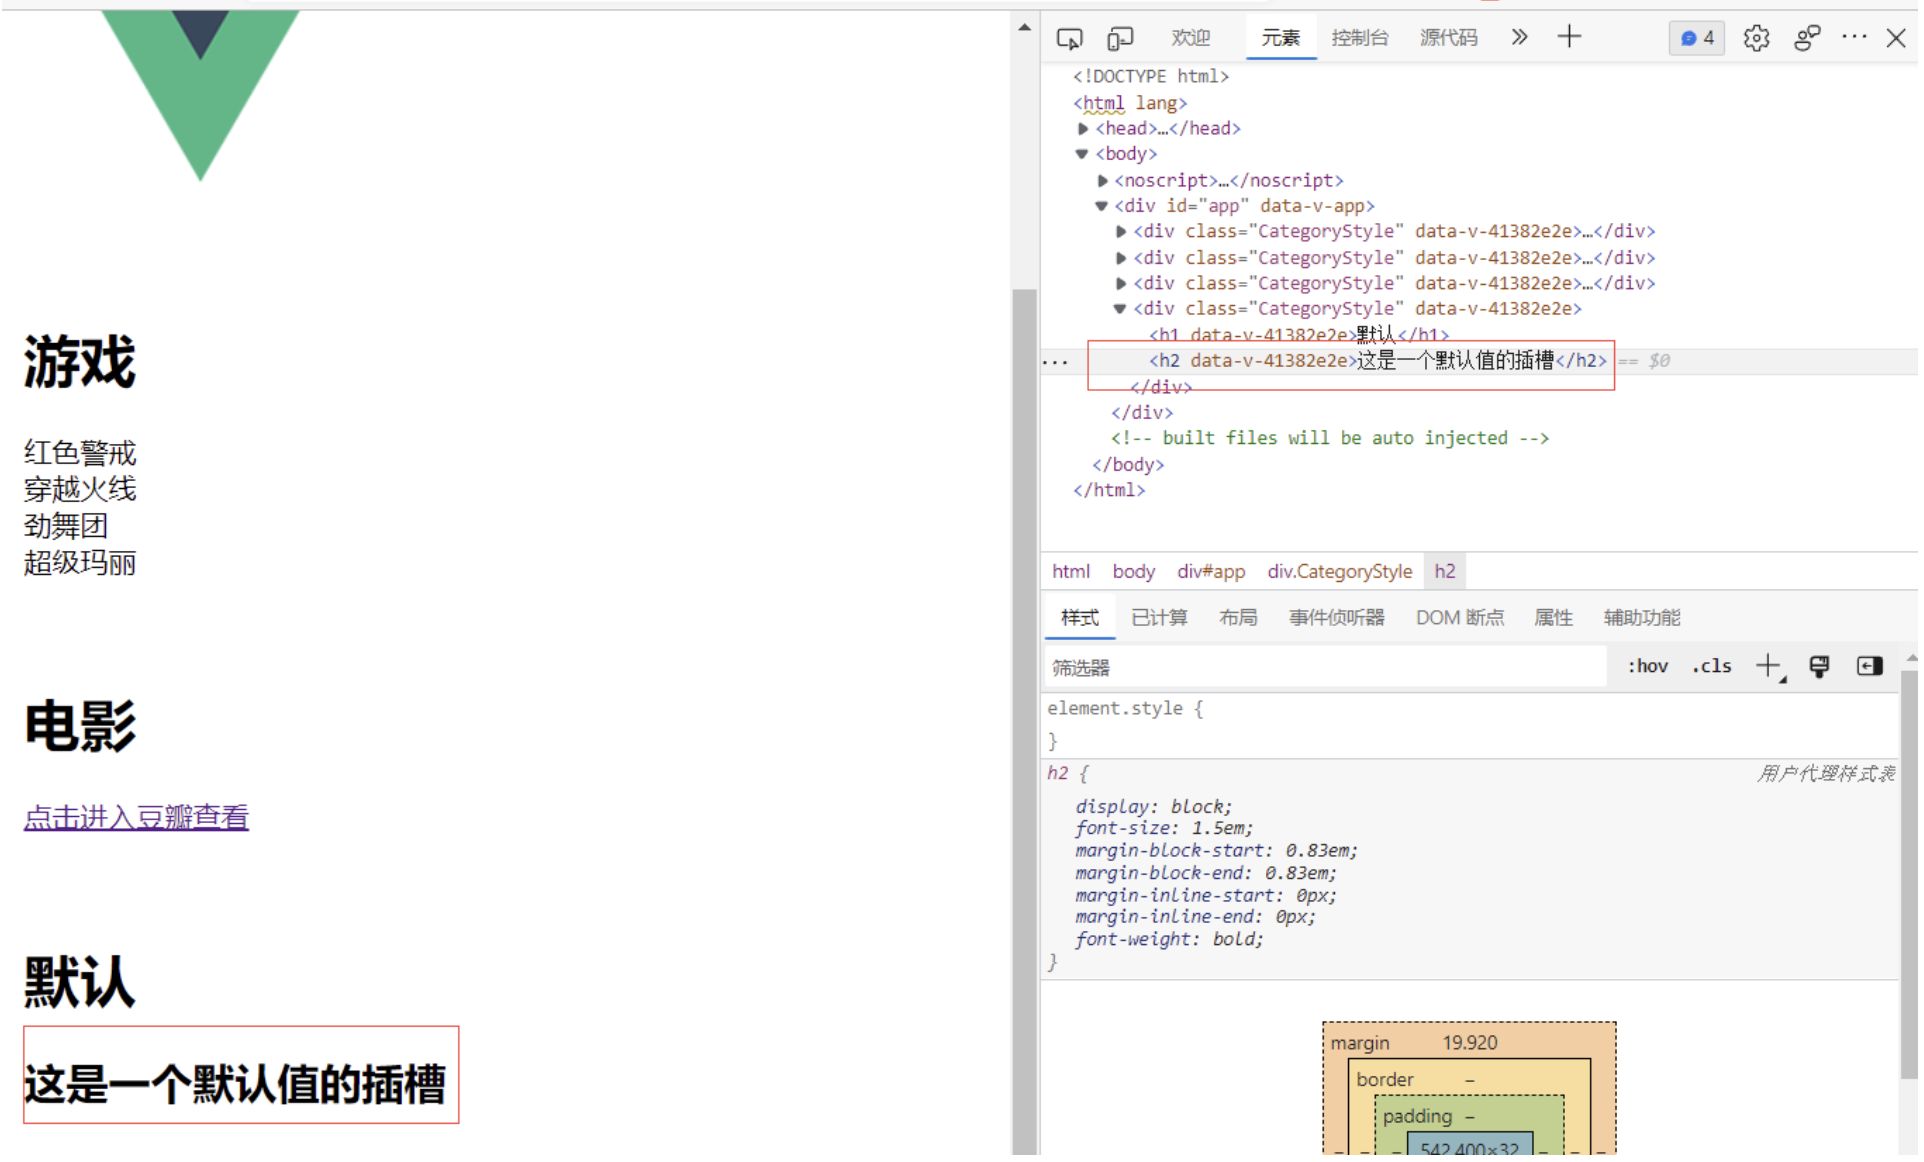 游戏
红色警戒
穿越火线
劲舞团
超级玛丽
电影
点击进入豆瓣查看
默认
这是一个默认值的插槽
欢迎 元素 控制台 源代码 4
<!DOCTYPE html>
<html lang>
<head>…</head>
<body>
<noscript>…</noscript>
<div id="app" data-v-app>
<div class="CategoryStyle" data-v-41382e2e>…</div>
<div class="CategoryStyle" data-v-41382e2e>…</div>
<div class="CategoryStyle" data-v-41382e2e>…</div>
<div class="CategoryStyle" data-v-41382e2e>
<h1 data-v-41382e2e>默认</h1>
<h2 data-v-41382e2e>这是一个默认值的插槽</h2> == $0
</div>
</div>
<!-- built files will be auto injected -->
</body>
</html>
html body div#app div.CategoryStyle h2
样式 已计算 布局 事件侦听器 DOM 断点 属性 辅助功能
筛选器 :hov .cls
element.style {
}
h2 { 用户代理样式表
display: block;
font-size: 1.5em;
margin-block-start: 0.83em;
margin-block-end: 0.83em;
margin-inline-start: 0px;
margin-inline-end: 0px;
font-weight: bold;
}
margin 19.920
border –
padding –
542.400×32